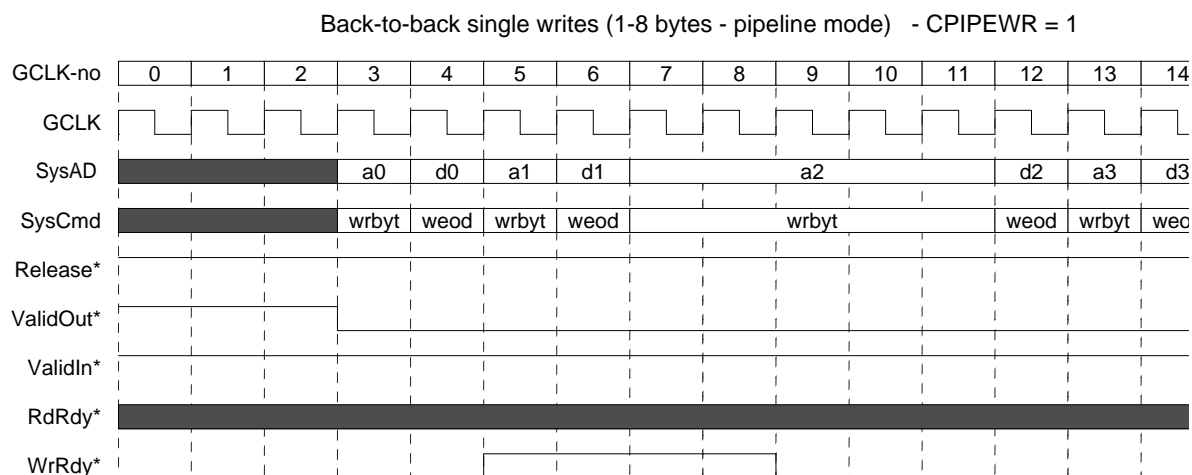 Back-to-back single writes (1-8 bytes - pipeline mode) - CPIPEWR = 1
GCLK-no 0 1 2 3 4 5 6 7 8 9 10 11 12 13 14
GCLK
SysAD a0 d0 a1 d1 a2 d2 a3 d3
SysCmd wrbyt weod wrbyt weod wrbyt weod wrbyt weo
Release*
ValidOut*
ValidIn*
RdRdy*
WrRdy*